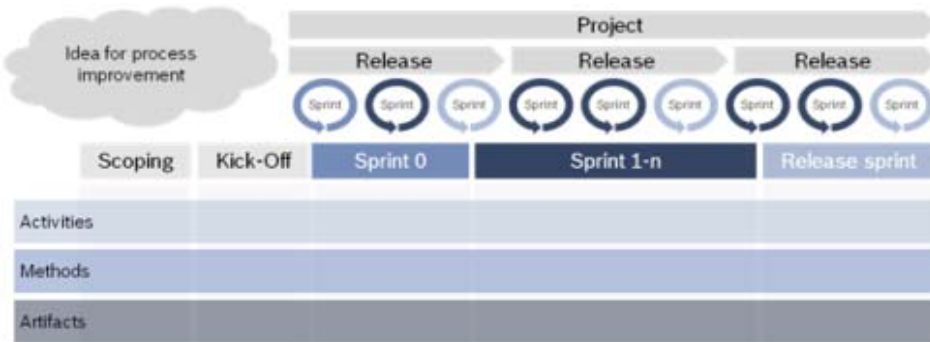 Project
Idea for process
improvement
Release Release Release
Sprint Sprint Sprint Sprint Sprint Sprint Sprint Sprint Sprint
Scoping Kick-Off Sprint 0 Sprint 1-n Release sprint
Activities
Methods
Artifacts